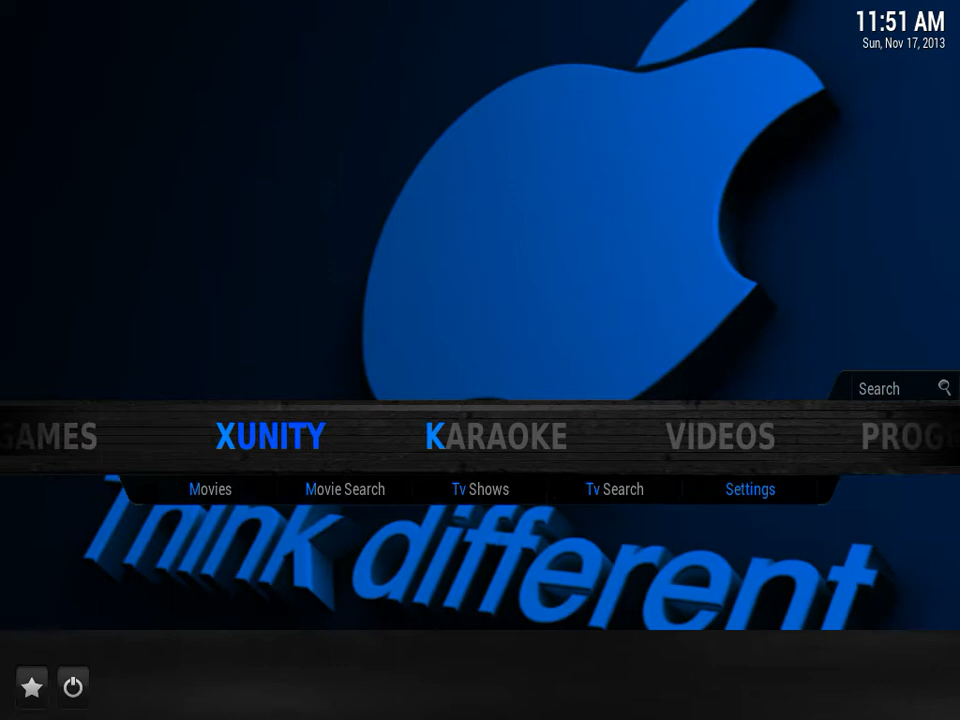 11:51 AM
Sun, Nov 17, 2013
Search
GAMES XUNITY KARAOKE VIDEOS PROG
Movies Movie Search Tv Shows Tv Search Settings
Think different